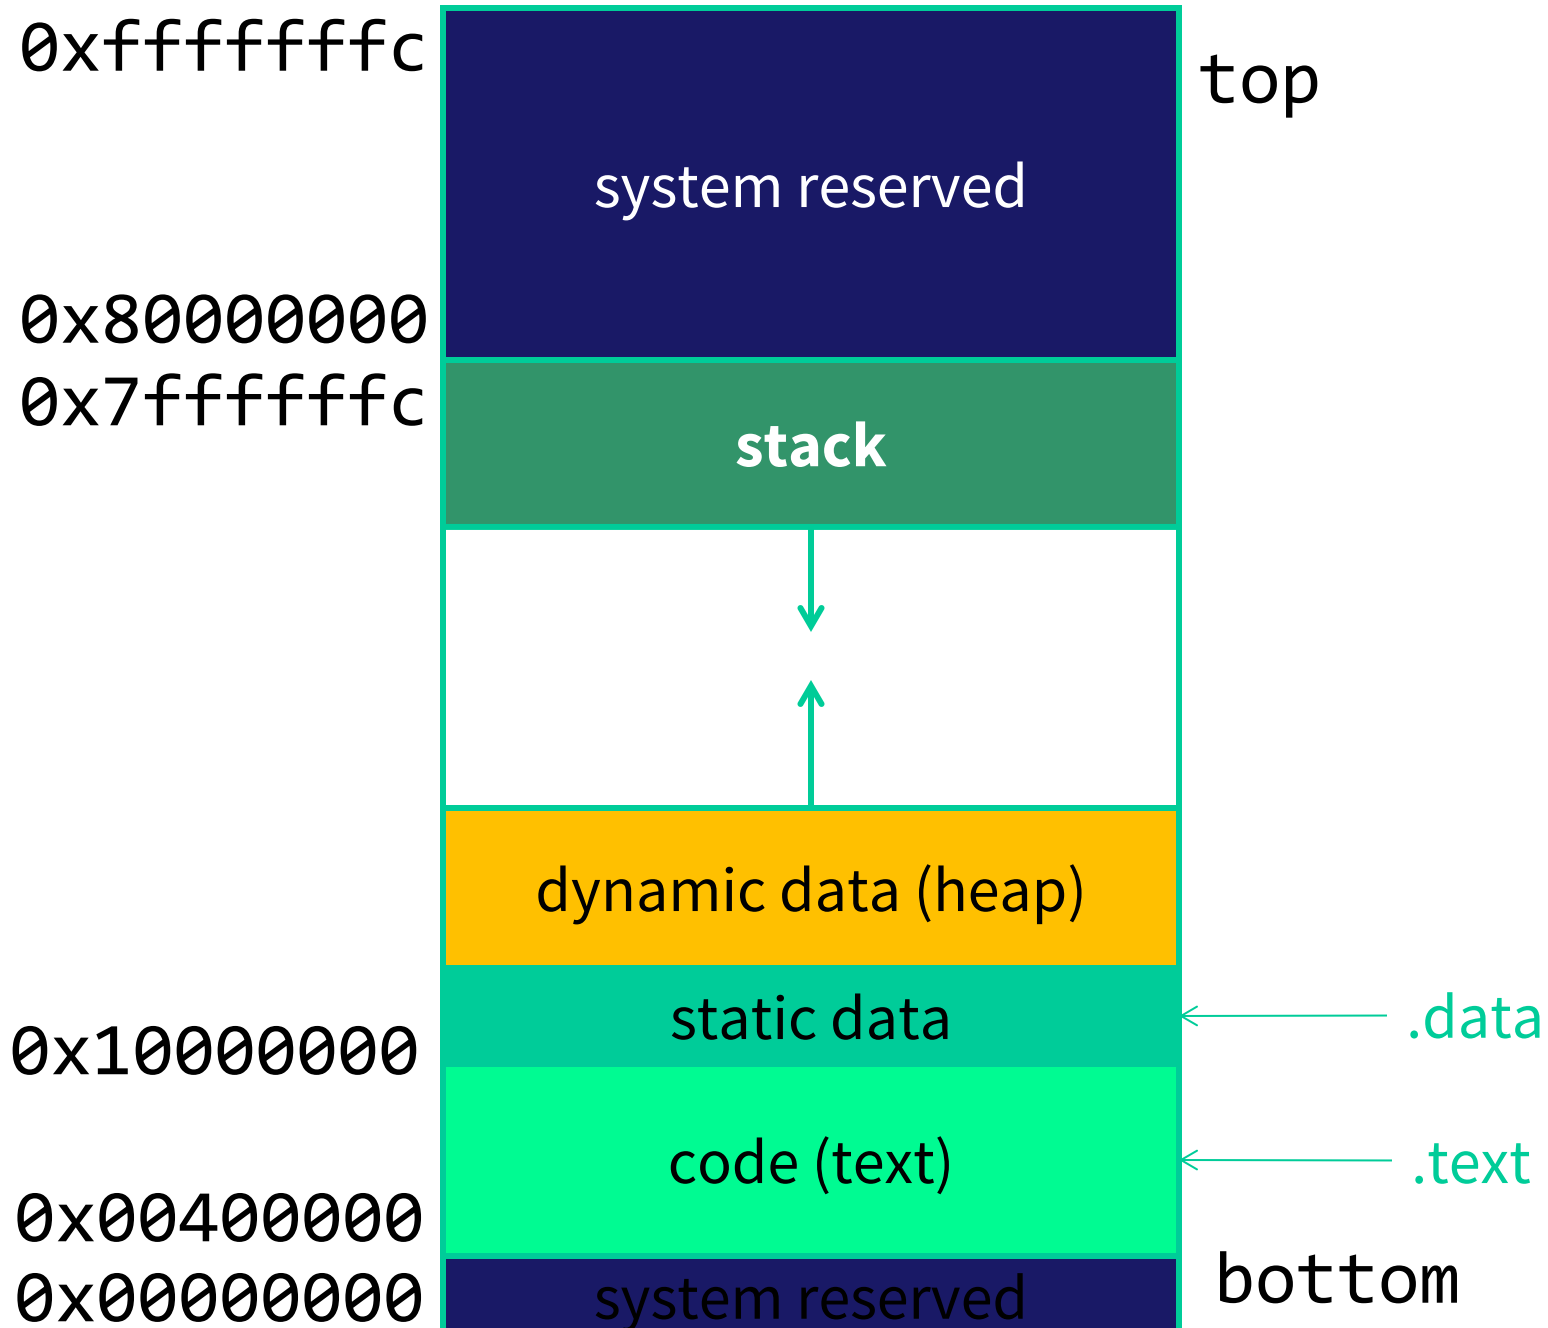 0xfffffffc
top
system reserved
0x80000000
0x7ffffffc
stack
dynamic data (heap)
static data
.data
0x10000000
code (text)
.text
0x00400000
bottom
0x00000000
system reserved